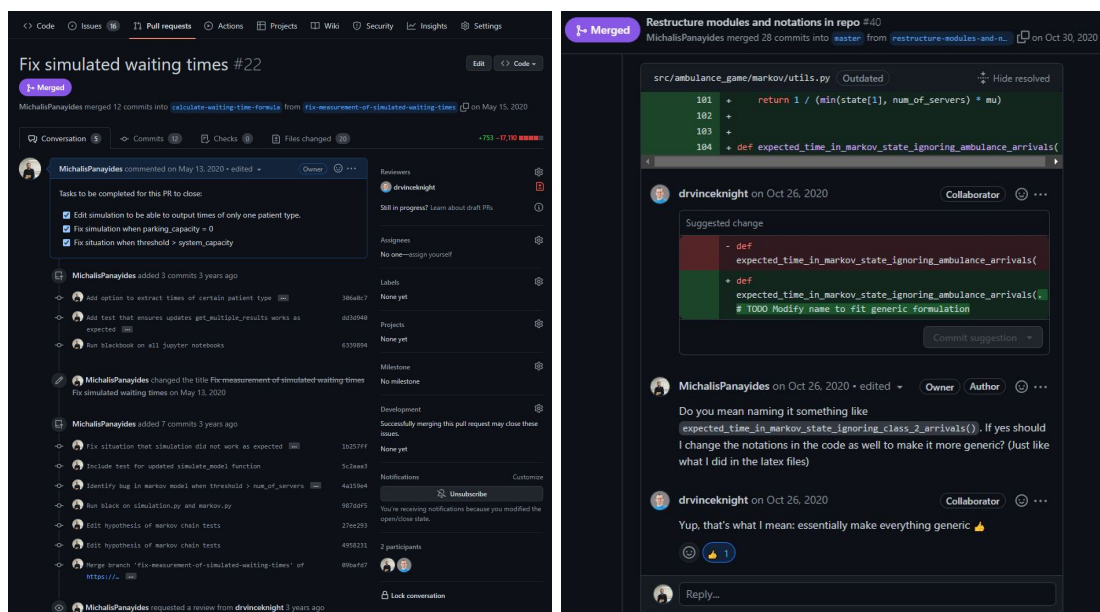 Code Issues 16 Pull requests Actions Projects Wiki Security Insights Settings
Fix simulated waiting times #22
Edit Code
Merged
MichalisPanayides merged 12 commits into calculate-waiting-time-formula from fix-measurement-of-simulated-waiting-times on May 15, 2020
Conversation 5 Commits 12 Checks 0 Files changed 20
+753 −17,110
MichalisPanayides commented on May 13, 2020 • edited Owner
Tasks to be completed for this PR to close:
Edit simulation to be able to output times of only one patient type.
Fix simulation when parking_capacity = 0
Fix situation when threshold > system_capacity
MichalisPanayides added 3 commits 3 years ago
Add option to extract times of certain patient type 306a8c7
Add test that ensures updates get_multiple_results works as dd3d940
expected
Run blackbook on all jupyter notebooks 6339894
MichalisPanayides changed the title Fix measurement of simulated waiting times
Fix simulated waiting times on May 13, 2020
MichalisPanayides added 7 commits 3 years ago
Fix situation that simulation did not work as expected 1b257ff
Include test for updated simulate_model function 5c2aaa3
Identify bug in markov model when threshold > num_of_servers 4a159e4
Run black on simulation.py and markov.py 987ddf5
Edit hypothesis of markov chain tests 27ee293
Edit hypothesis of markov chain tests 4958231
Merge branch 'fix-measurement-of-simulated-waiting-times' of 09bafd7
https://…
MichalisPanayides requested a review from drvinceknight 3 years ago
Reviewers
drvinceknight
Still in progress? Learn about draft PRs
Assignees
No one—assign yourself
Labels
None yet
Projects
None yet
Milestone
No milestone
Development
Successfully merging this pull request may close these
issues.
None yet
Notifications Customize
Unsubscribe
You're receiving notifications because you modified the
open/close state.
2 participants
Lock conversation
Merged
Restructure modules and notations in repo #40
MichalisPanayides merged 28 commits into master from restructure-modules-and-n… on Oct 30, 2020
src/ambulance_game/markov/utils.py Outdated Hide resolved
101 + return 1 / (min(state[1], num_of_servers) * mu)
102 +
103 +
104 + def expected_time_in_markov_state_ignoring_ambulance_arrivals(
drvinceknight on Oct 26, 2020 Collaborator
Suggested change
- def
expected_time_in_markov_state_ignoring_ambulance_arrivals(
+ def
expected_time_in_markov_state_ignoring_ambulance_arrivals(.
# TODO Modify name to fit generic formulation
Commit suggestion
MichalisPanayides on Oct 26, 2020 • edited Owner Author
Do you mean naming it something like
expected_time_in_markov_state_ignoring_class_2_arrivals() . If yes should
I change the notations in the code as well to make it more generic? (Just like
what I did in the latex files)
drvinceknight on Oct 26, 2020 Collaborator
Yup, that's what I mean: essentially make everything generic 👍
👍 1
Reply...